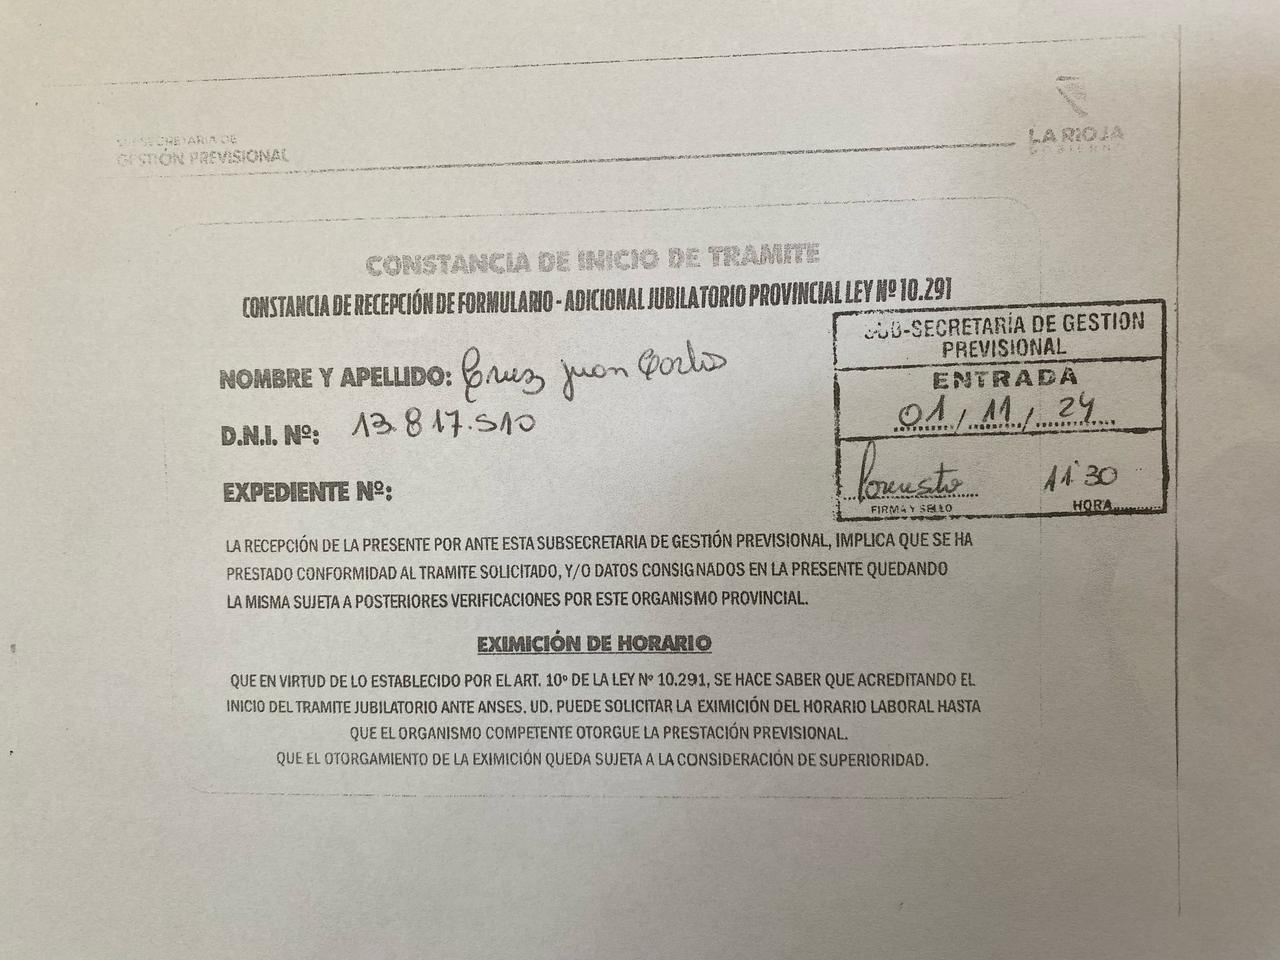 SUBSECRETARIA DE
GESTIÓN PREVISIONAL
LA RIOJA
GOBIERNO
CONSTANCIA DE INICIO DE TRAMITE
CONSTANCIA DE RECEPCIÓN DE FORMULARIO - ADICIONAL JUBILATORIO PROVINCIAL LEY Nº 10.291
SUB-SECRETARÍA DE GESTION
PREVISIONAL
ENTRADA
01/11/24
11:30
FIRMA Y SELLO HORA
NOMBRE Y APELLIDO: Cruz Juan Carlos
D.N.I. Nº: 13.817.510
EXPEDIENTE Nº:
LA RECEPCIÓN DE LA PRESENTE POR ANTE ESTA SUBSECRETARIA DE GESTIÓN PREVISIONAL, IMPLICA QUE SE HA
PRESTADO CONFORMIDAD AL TRAMITE SOLICITADO, Y/O DATOS CONSIGNADOS EN LA PRESENTE QUEDANDO
LA MISMA SUJETA A POSTERIORES VERIFICACIONES POR ESTE ORGANISMO PROVINCIAL.
EXIMICIÓN DE HORARIO
QUE EN VIRTUD DE LO ESTABLECIDO POR EL ART. 10º DE LA LEY Nº 10.291, SE HACE SABER QUE ACREDITANDO EL
INICIO DEL TRAMITE JUBILATORIO ANTE ANSES, UD. PUEDE SOLICITAR LA EXIMICIÓN DEL HORARIO LABORAL HASTA
QUE EL ORGANISMO COMPETENTE OTORGUE LA PRESTACIÓN PREVISIONAL.
QUE EL OTORGAMIENTO DE LA EXIMICIÓN QUEDA SUJETA A LA CONSIDERACIÓN DE SUPERIORIDAD.